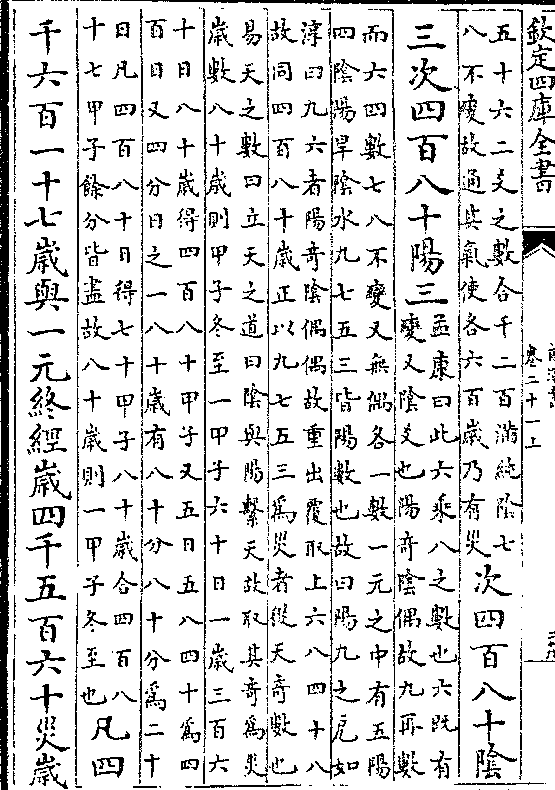 欽定四庫全書
卷二十一上
五十六二爻之數合千二百滿純陰七
八不變故通其氣使各六百歲乃有災
次四百八十陰
三次四百八十陽三
孟康曰此六乘八之數也六既有
變又陰爻也陽奇陰偶故九再數
而六四數七八不變又無偶各一數一元之中有五陽
四陰陽旱陰水九七五三皆陽數也故曰陽九之戹如
淳曰九六者陽奇陰偶偶故重出覆取上六八四十八
故同四百八十歲正以九七五三為災者從天奇數也
易天之數曰立天之道曰陰與陽繫天故取其奇為災
歲數八十歲則甲子冬至一甲子六十日一歲三百六
十日八十歲得四百八十甲子又五日五八四十為四
百日又四分日之一八十歲有八十分八十分為二十
日凡四百八十日得七十甲子八十歲合四百八
十七甲子餘分皆盡故八十歲則一甲子冬至也
凡四
千六百一十七歲與一元終經歲四千五百六十災歲